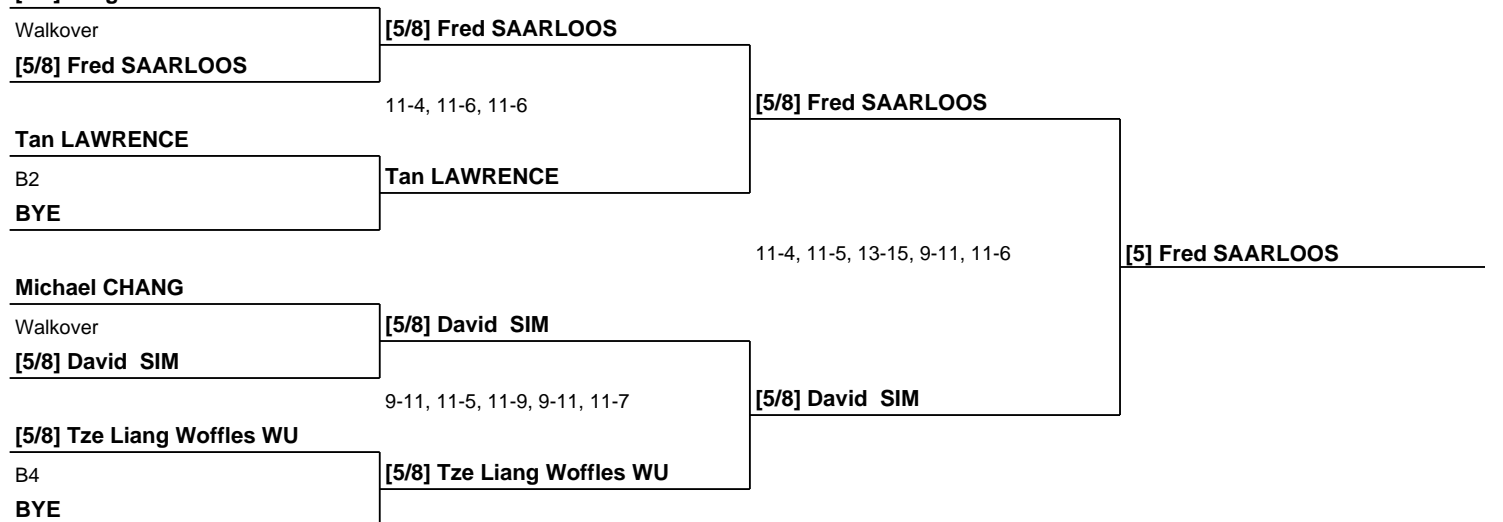 Walkover
[5/8] Fred SAARLOOS
[5/8] Fred SAARLOOS
11-4, 11-6, 11-6
[5/8] Fred SAARLOOS
Tan LAWRENCE
B2
Tan LAWRENCE
BYE
11-4, 11-5, 13-15, 9-11, 11-6
[5] Fred SAARLOOS
Michael CHANG
Walkover
[5/8] David SIM
[5/8] David SIM
9-11, 11-5, 11-9, 9-11, 11-7
[5/8] David SIM
[5/8] Tze Liang Woffles WU
B4
[5/8] Tze Liang Woffles WU
BYE